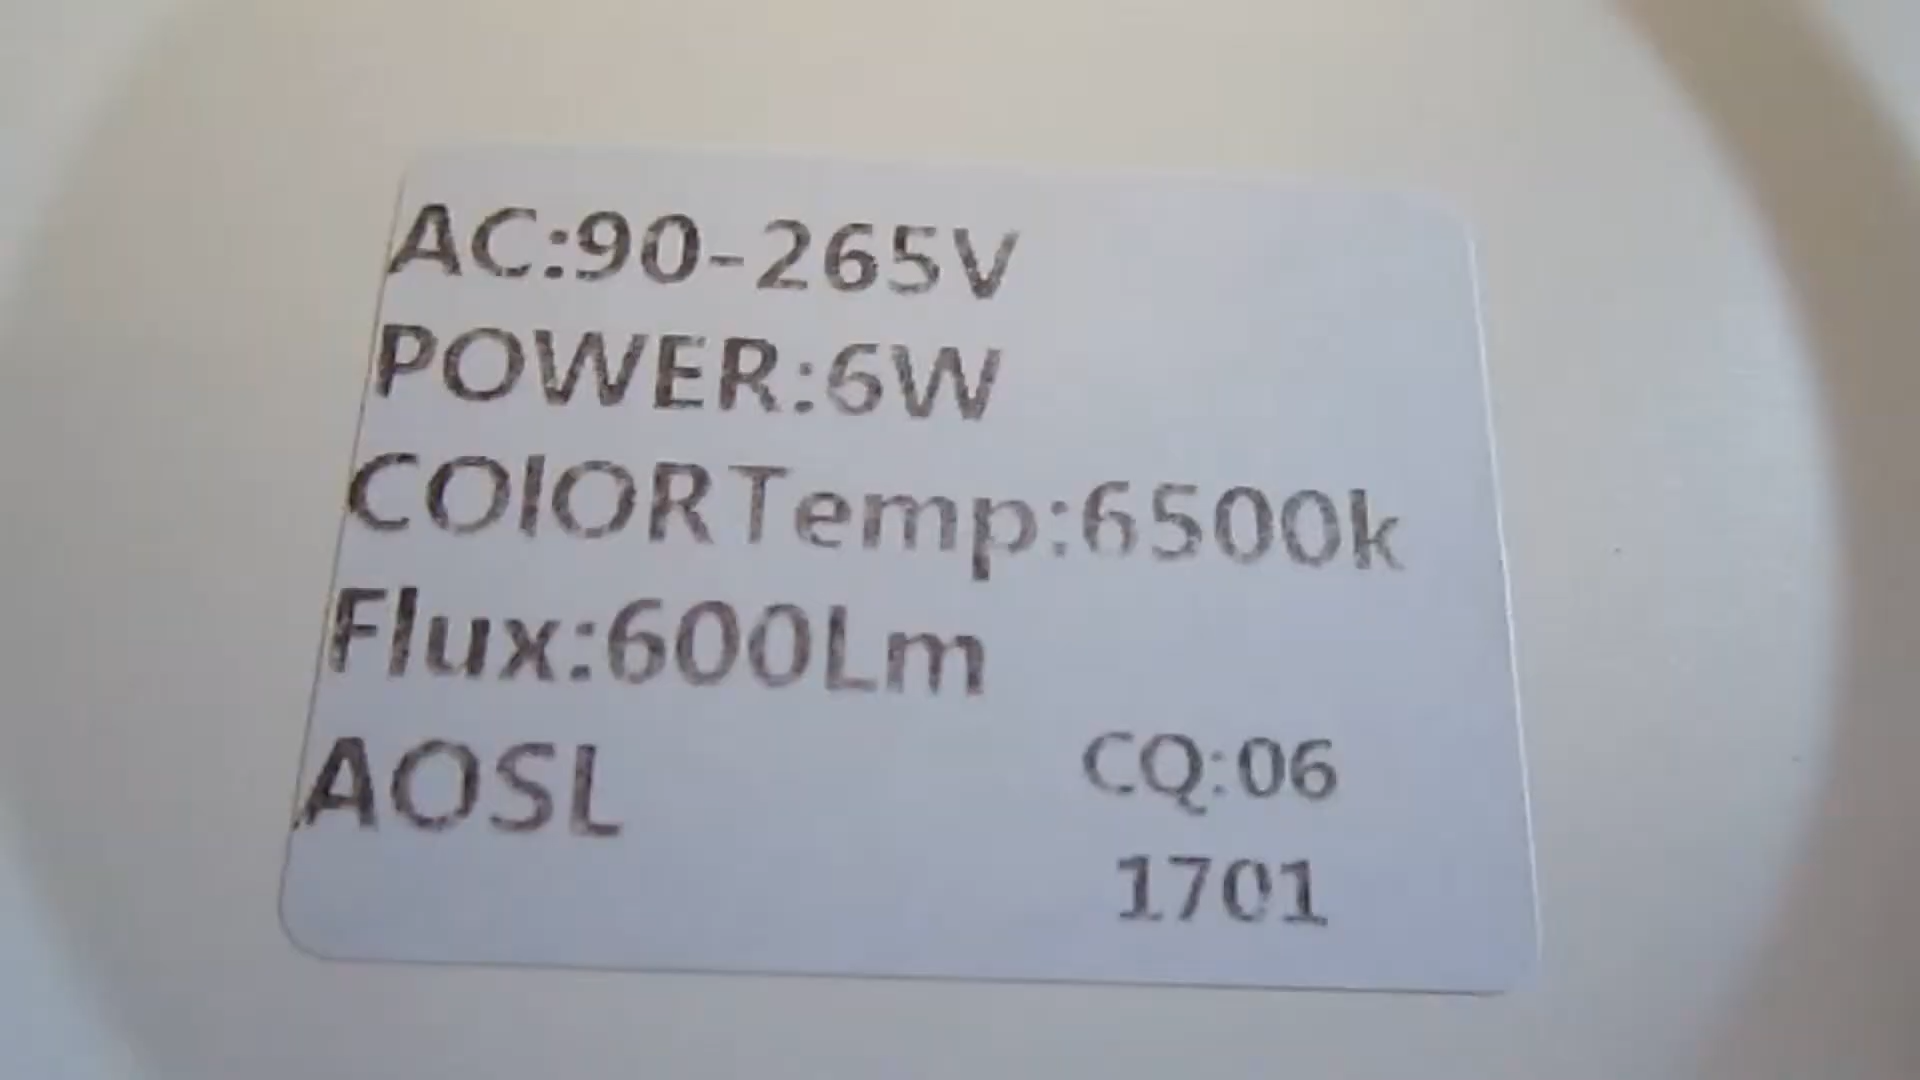 AC:90-265V
POWER:6W
COlORTemp:6500k
Flux:600Lm
AOSL
CQ:06
1701